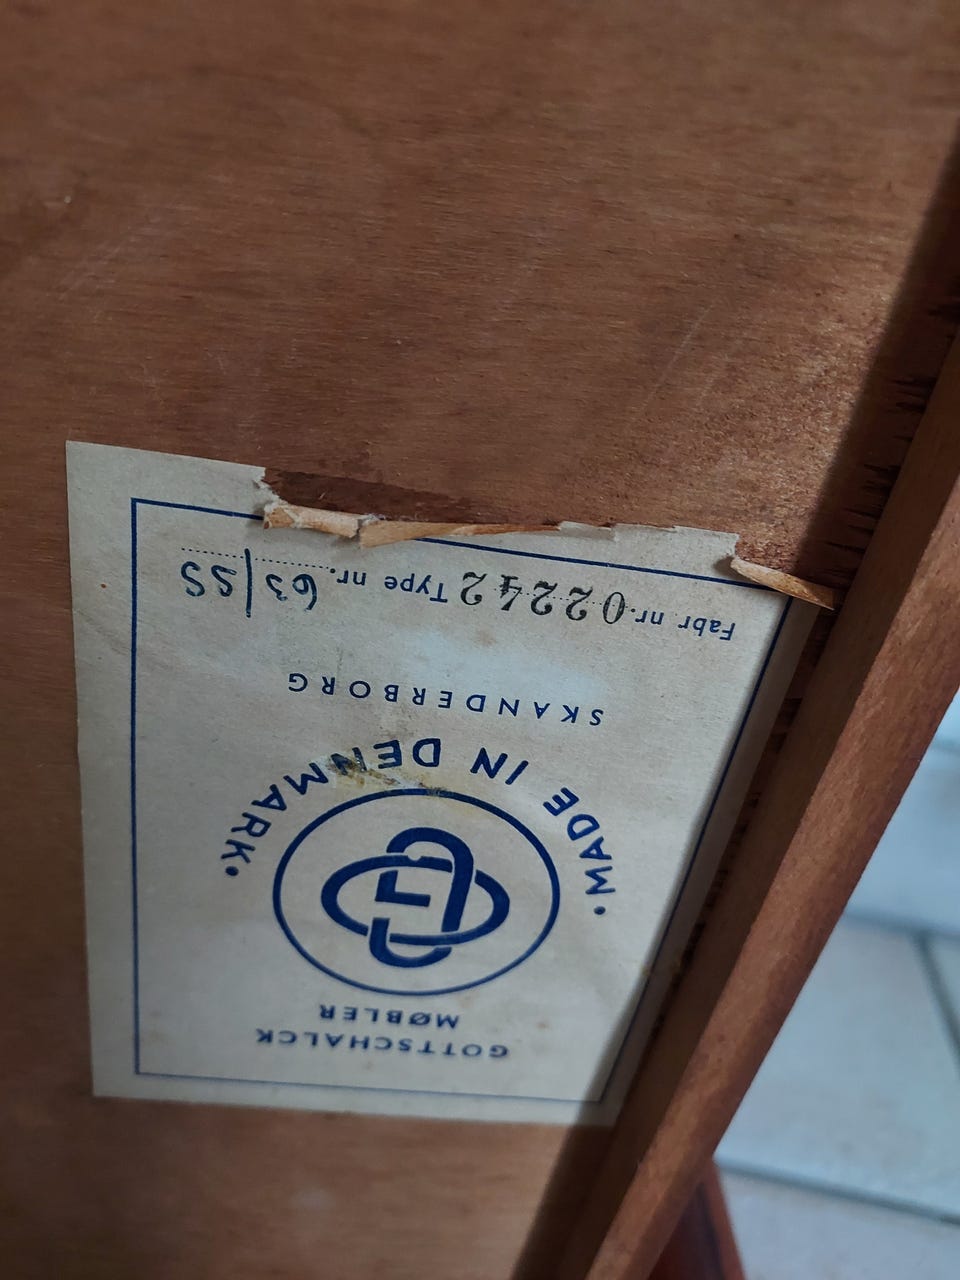 GOTTSCHALCK
MØBLER
·MADE IN DENMARK·
SKANDERBORG
Fabr nr. 02242 Type nr. 63/55